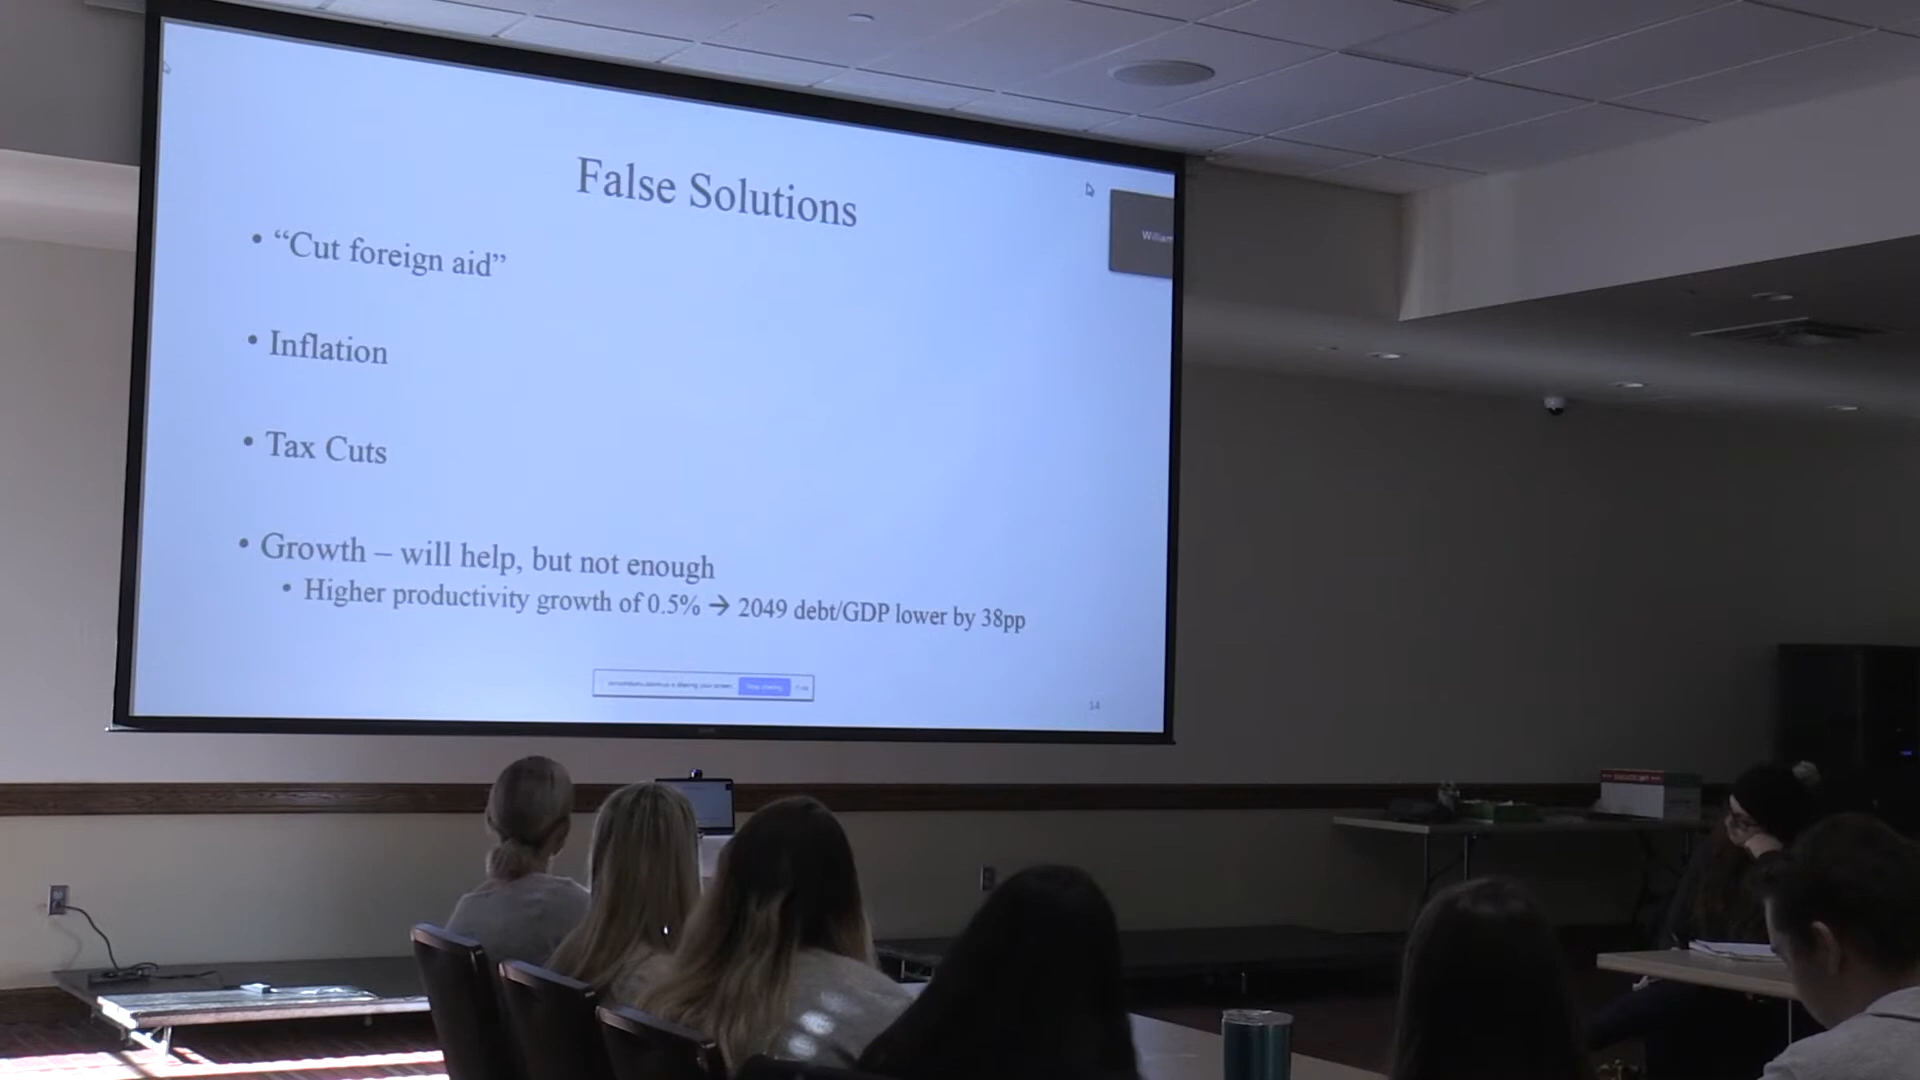 False Solutions
• “Cut foreign aid”
• Inflation
• Tax Cuts
• Growth – will help, but not enough
• Higher productivity growth of 0.5% → 2049 debt/GDP lower by 38pp
14